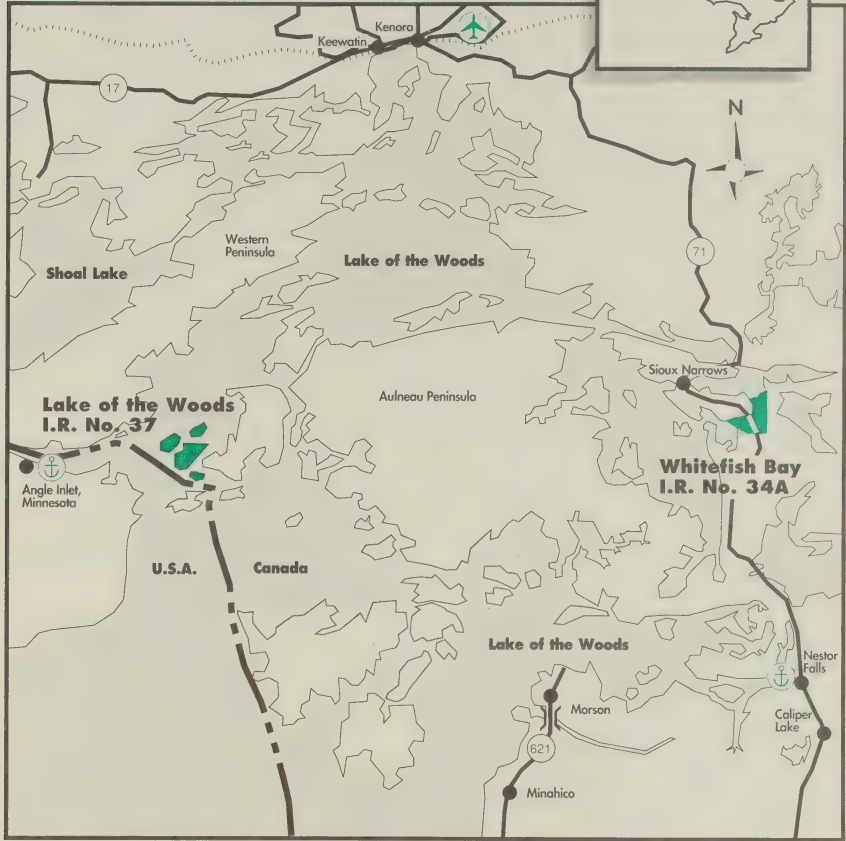 Kenora
Keewatin
17
N
Western
Peninsula
71
Shoal Lake
Lake of the Woods
Sioux Narrows
Aulneau Peninsula
Lake of the Woods
I.R. No. 37
Whitefish Bay
I.R. No. 34A
Angle Inlet,
Minnesota
U.S.A.
Canada
Lake of the Woods
Nestor
Falls
Morson
Caliper
Lake
621
Minahico